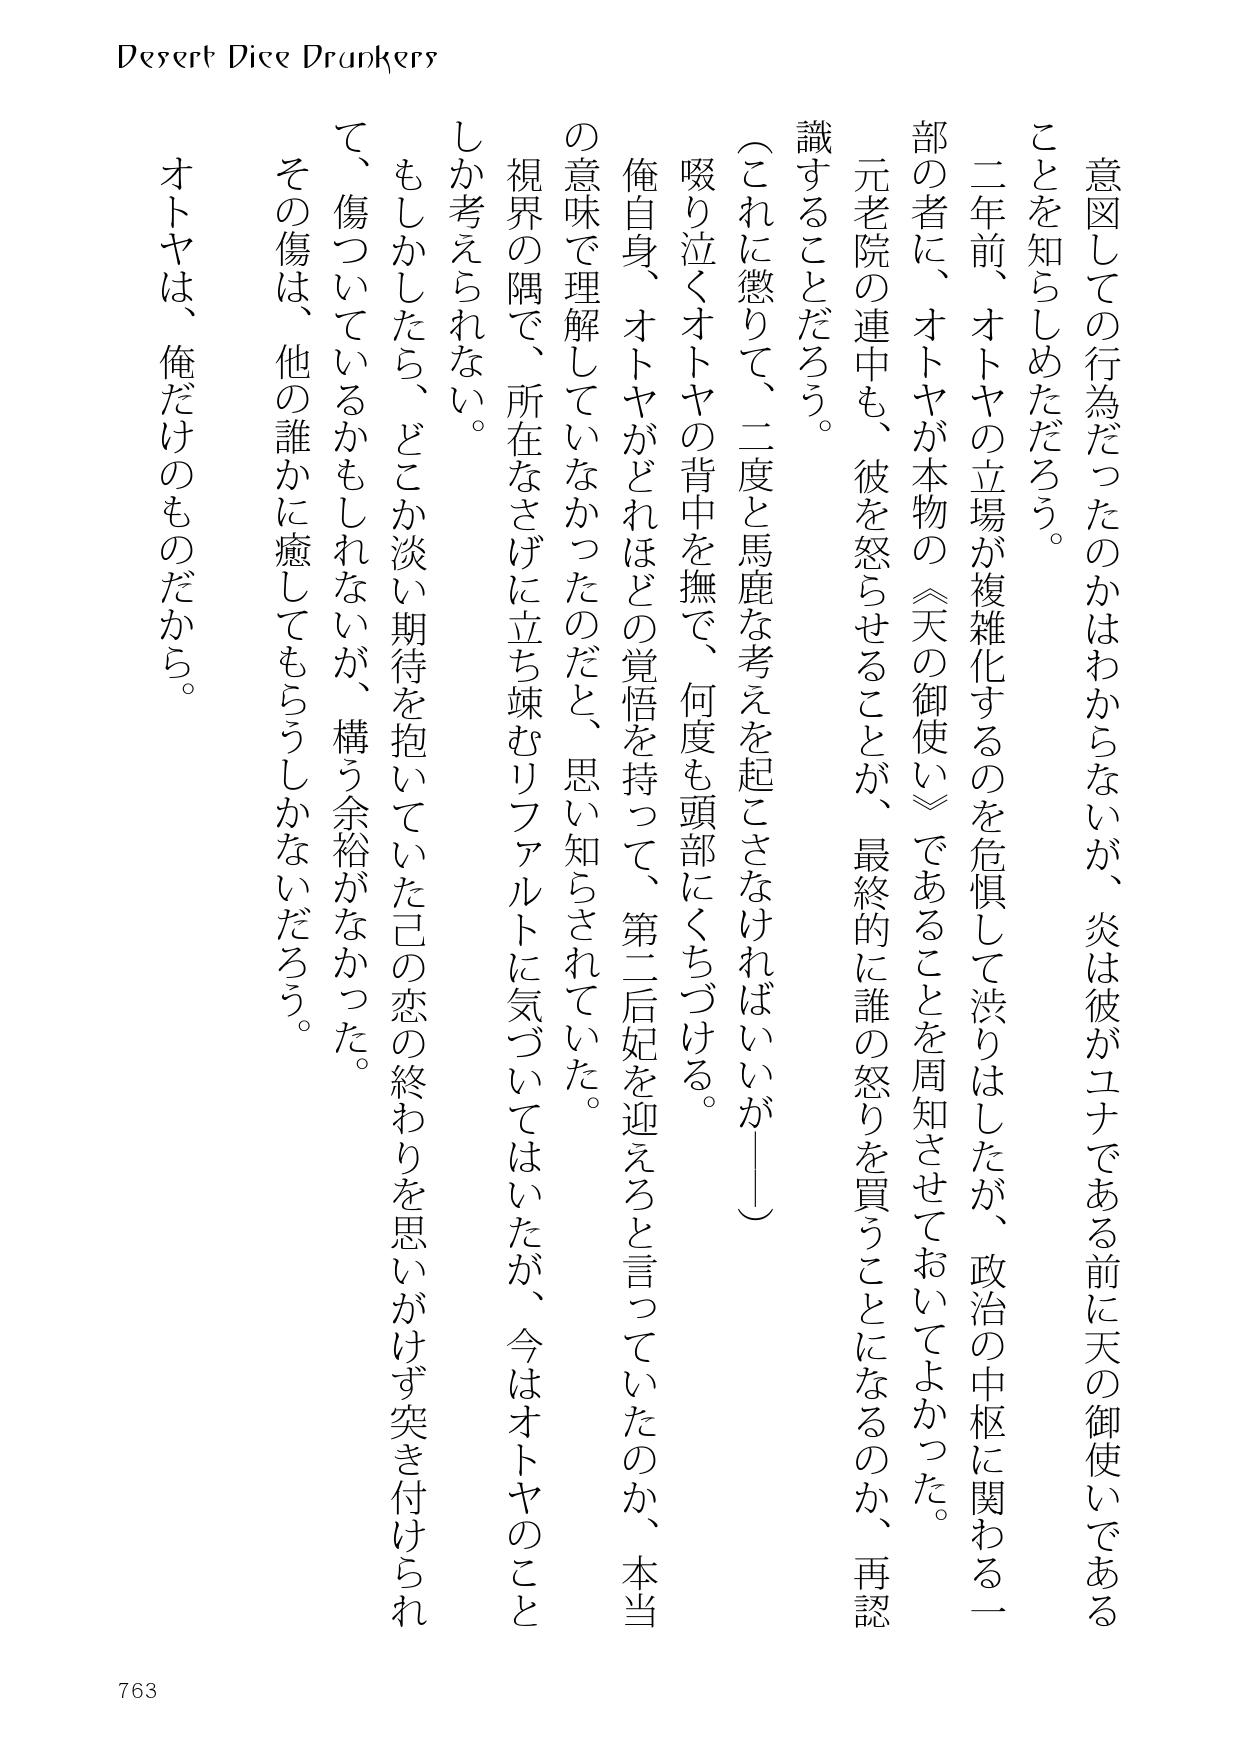 Desert Dice Drunkers
意図しての行為だったのかはわからないが、炎は彼がユナである前に天の御使いである
ことを知らしめただろう。
二年前、オトヤの立場が複雑化するのを危惧して渋りはしたが、政治の中枢に関わる一
部の者に、オトヤが本物の《天の御使い》であることを周知させておいてよかった。
元老院の連中も、彼を怒らせることが、最終的に誰の怒りを買うことになるのか、再認
識することだろう。
（これに懲りて、二度と馬鹿な考えを起こさなければいいが――）
啜り泣くオトヤの背中を撫で、何度も頭部にくちづける。
俺自身、オトヤがどれほどの覚悟を持って、第二后妃を迎えろと言っていたのか、本当
の意味で理解していなかったのだと、思い知らされていた。
視界の隅で、所在なさげに立ち竦むリファルトに気づいてはいたが、今はオトヤのこと
しか考えられない。
もしかしたら、どこか淡い期待を抱いていた己の恋の終わりを思いがけず突き付けられ
て、傷ついているかもしれないが、構う余裕がなかった。
その傷は、他の誰かに癒してもらうしかないだろう。
オトヤは、俺だけのものだから。
763